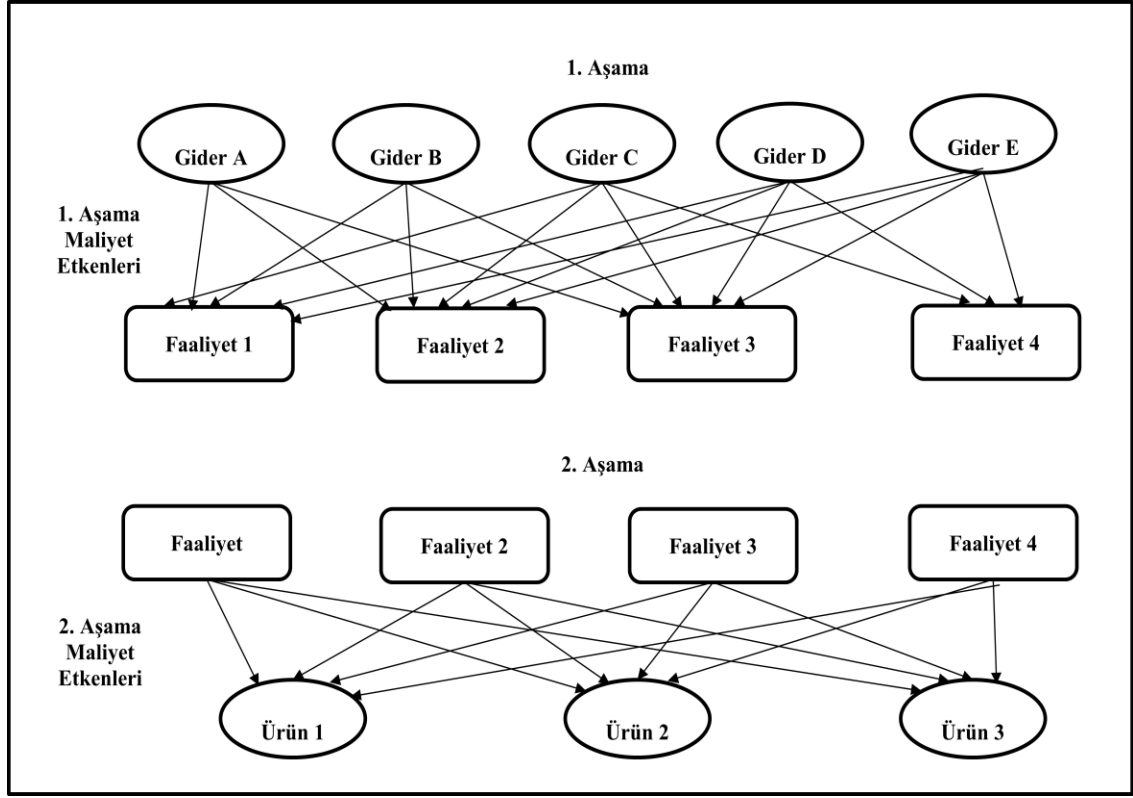 1. Aşama
Gider A
Gider B
Gider C
Gider D
Gider E
1. Aşama
Maliyet
Etkenleri
Faaliyet 1
Faaliyet 2
Faaliyet 3
Faaliyet 4
2. Aşama
Faaliyet
Faaliyet 2
Faaliyet 3
Faaliyet 4
2. Aşama
Maliyet
Etkenleri
Ürün 1
Ürün 2
Ürün 3